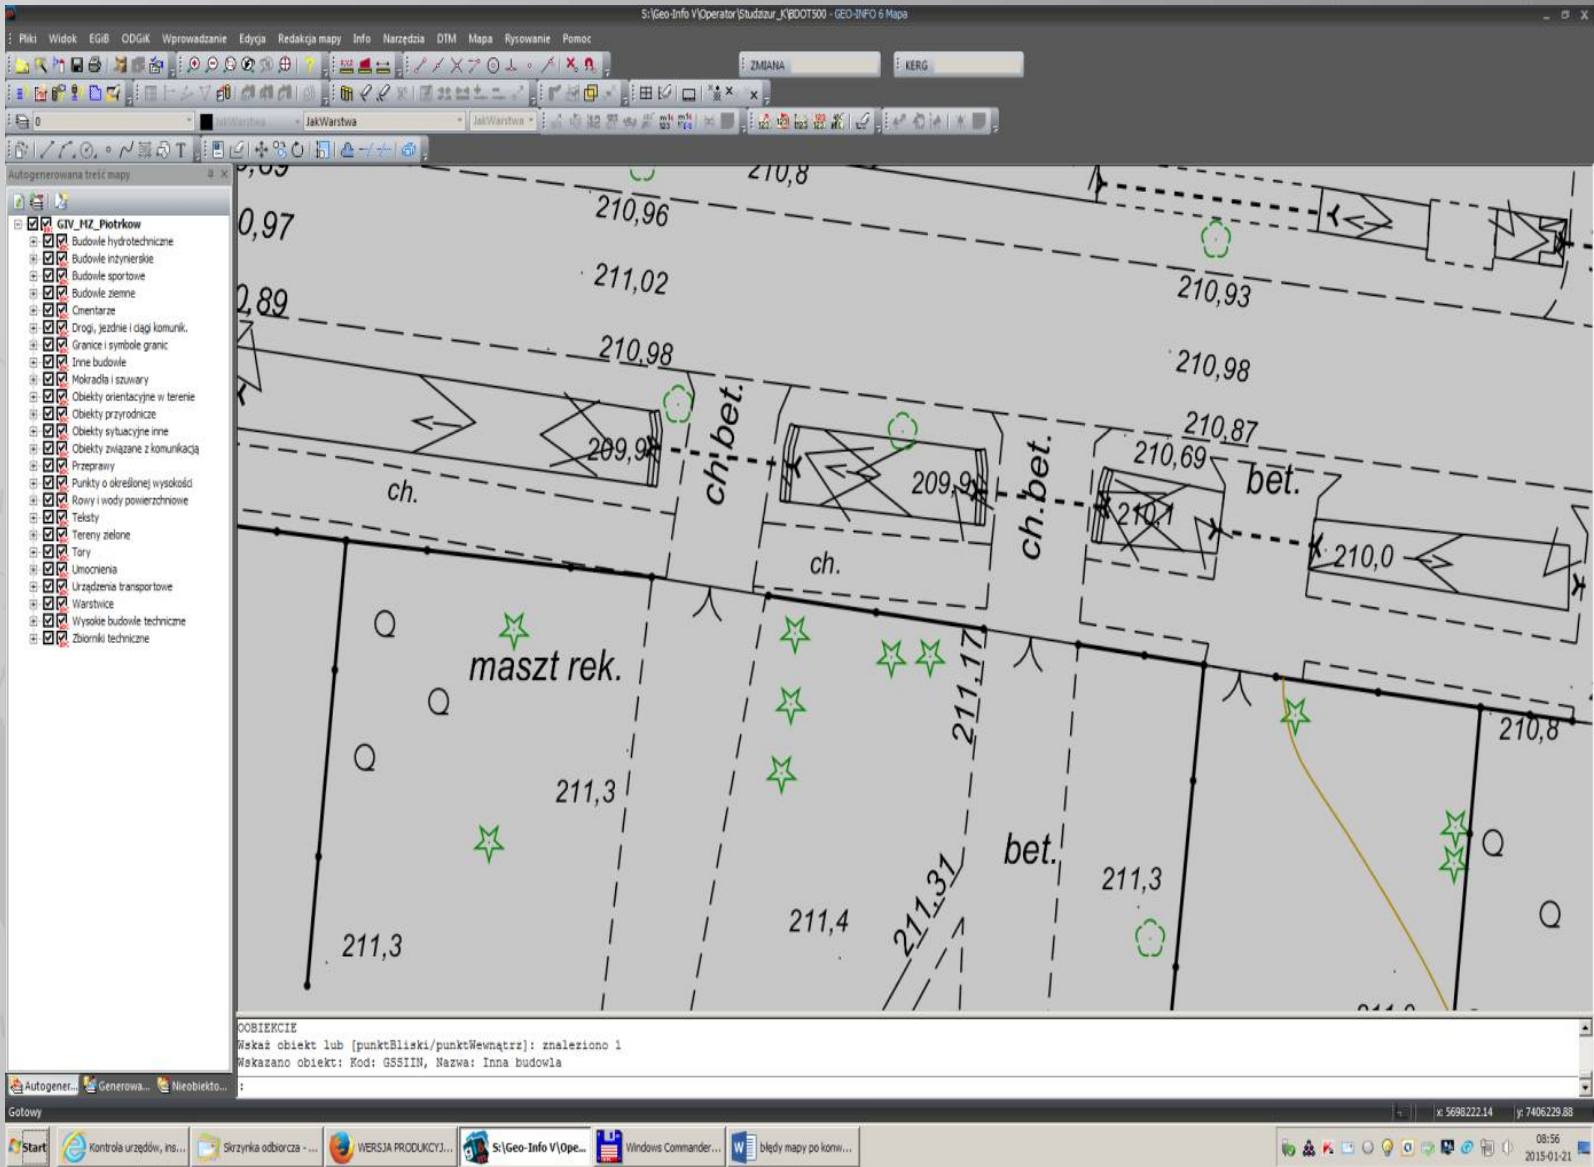 S:\Geo-Info V\Operator\Studzizur_K\BDOT500 - GEO-INFO 6 Mapa
Pliki Widok EGiB ODGiK Wprowadzanie Edycja Redakcja mapy Info Narzędzia DTM Mapa Rysowanie Pomoc
ZMIANA KERG
0 JakWarstwa JakWarstwa JakWarstwa
Autogenerowana treść mapy
GIV_MZ_Piotrkow
Budowle hydrotechniczne
Budowle inżynierskie
Budowle sportowe
Budowle ziemne
Cmentarze
Drogi, jezdnie i ciągi komunik.
Granice i symbole granic
Inne budowle
Mokradła i szuwary
Obiekty orientacyjne w terenie
Obiekty przyrodnicze
Obiekty sytuacyjne inne
Obiekty związane z komunikacją
Przeprawy
Punkty o określonej wysokości
Rowy i wody powierzchniowe
Teksty
Tereny zielone
Tory
Umocnienia
Urządzenia transportowe
Warstwice
Wysokie budowle techniczne
Zbiorniki techniczne
210,8
210,96
0,97
211,02
210,93
0,89
210,98
210,98
210,87
210,69
bet.
ch.bet.
ch.bet.
209,9
209,9
210,1
210,0
ch.
ch.
maszt rek.
211,17
210,8
211,3
bet.
211,3
211,31
211,4
211,3
OOBIEKCIE
Wskaż obiekt lub [punktBliski/punktWewnątrz]: znaleziono 1
Wskazano obiekt: Kod: GSSIIN, Nazwa: Inna budowla
:
Autogener... Generowa... Nieobiekto...
Gotowy
x: 5698222.14 y: 7406229.88
Start Kontrola urzędów, ins... Skrzynka odbiorcza - ... WERSJA PRODUKCYJ... S:\Geo-Info V\Ope... Windows Commander... błędy mapy po konw...
08:56
2015-01-21